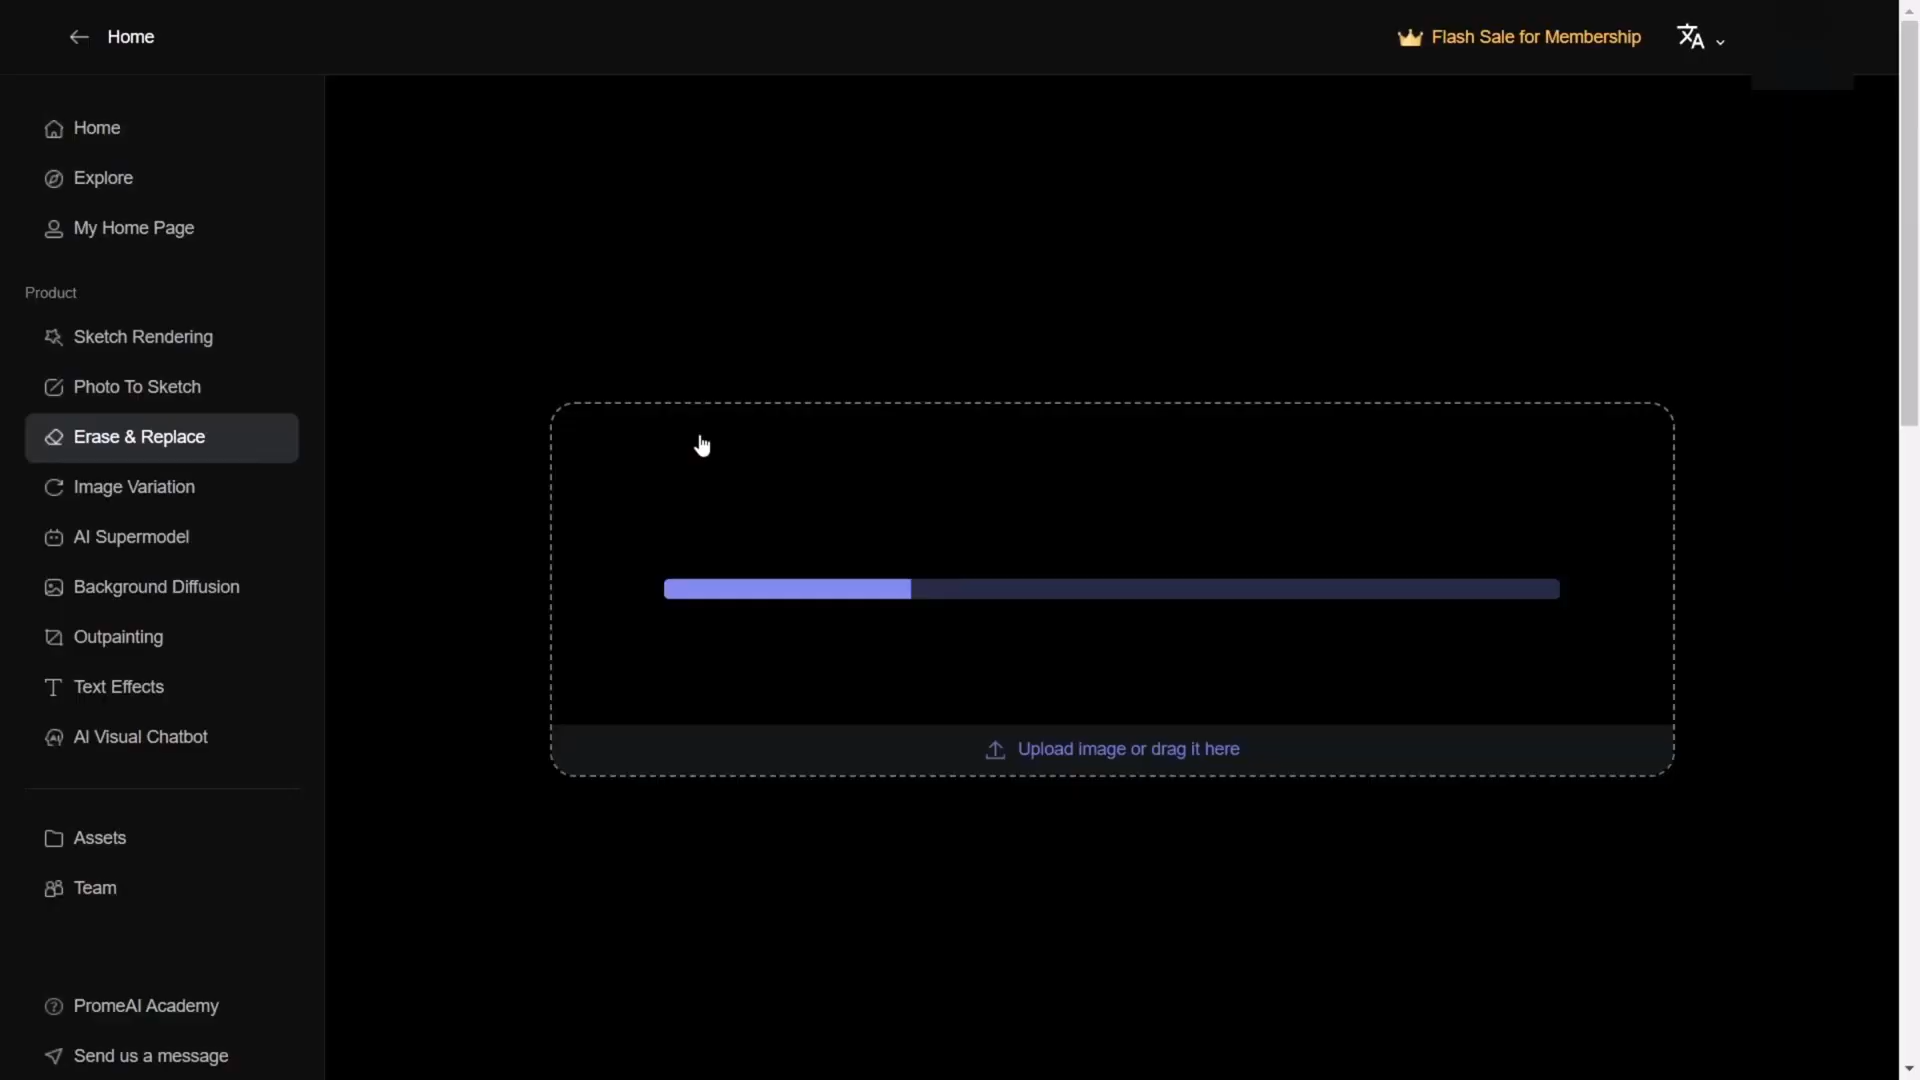 Home
Flash Sale for Membership
Home
Explore
My Home Page
Product
Sketch Rendering
Photo To Sketch
Erase & Replace
Image Variation
AI Supermodel
Background Diffusion
Outpainting
Text Effects
AI Visual Chatbot
Upload image or drag it here
Assets
Team
PromeAI Academy
Send us a message